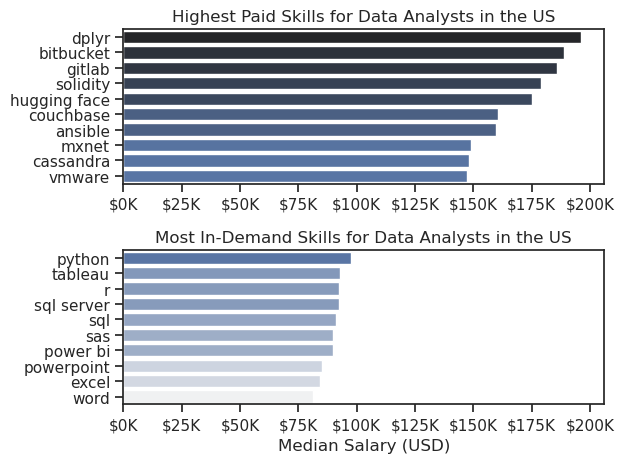 Highest Paid Skills for Data Analysts in the US
dplyr
bitbucket
gitlab
solidity
hugging face
couchbase
ansible
mxnet
cassandra
vmware
$0K $25K $50K $75K $100K $125K $150K $175K $200K
Most In-Demand Skills for Data Analysts in the US
python
tableau
r
sql server
sql
sas
power bi
powerpoint
excel
word
$0K $25K $50K $75K $100K $125K $150K $175K $200K
Median Salary (USD)